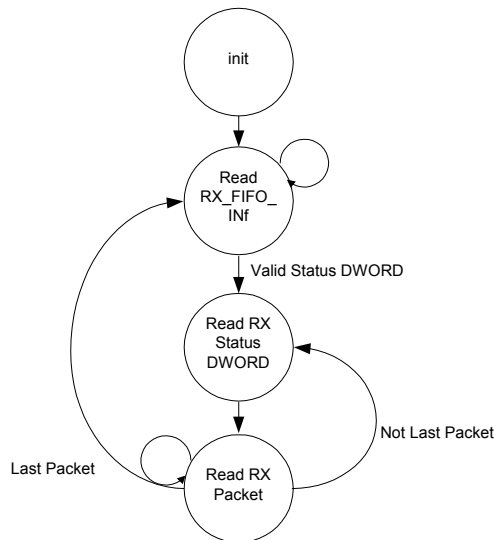 init
Read
RX_FIFO_
INf
Valid Status DWORD
Read RX
Status
DWORD
Not Last Packet
Last Packet
Read RX
Packet